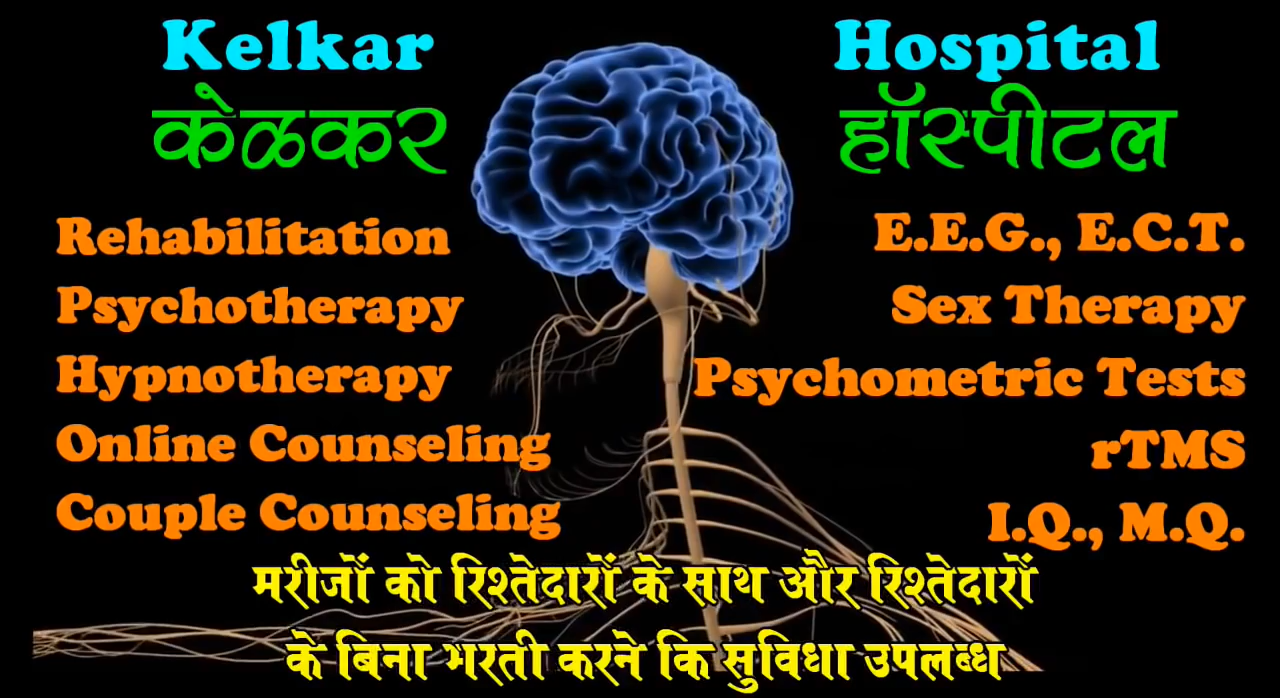 Kelkar Hospital
केळकर हॉस्पीटल
Rehabilitation
Psychotherapy
Hypnotherapy
Online Counseling
Couple Counseling
E.E.G., E.C.T.
Sex Therapy
Psychometric Tests
rTMS
I.Q., M.Q.
मरीजों को रिश्तेदारों के साथ और रिश्तेदारों
के बिना भरती करने कि सुविधा उपलब्ध